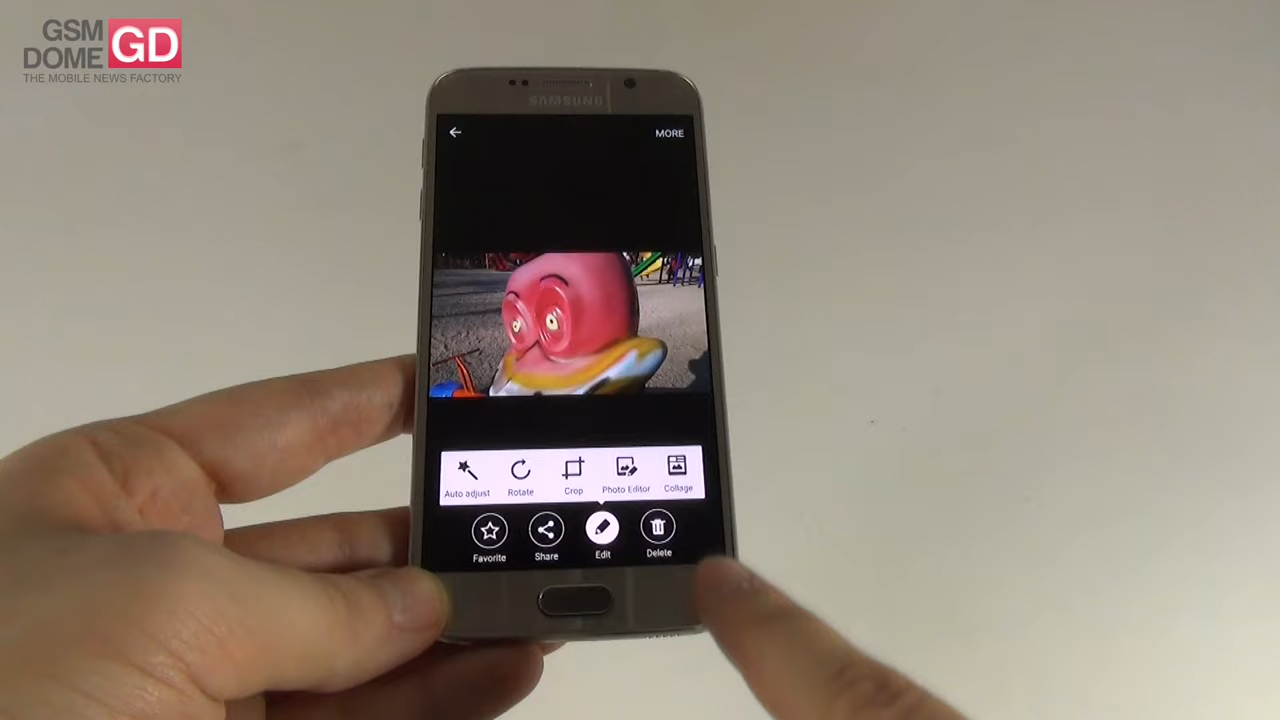 GSM
DOME GD
THE MOBILE NEWS FACTORY
SAMSUNG
MORE
Auto adjust
Rotate
Crop
Photo Editor
Collage
Favorite
Share
Edit
Delete